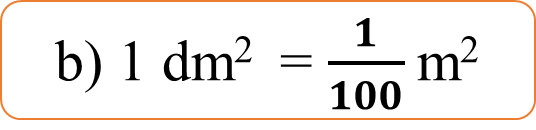 b) 1 dm² = 1/100 m²